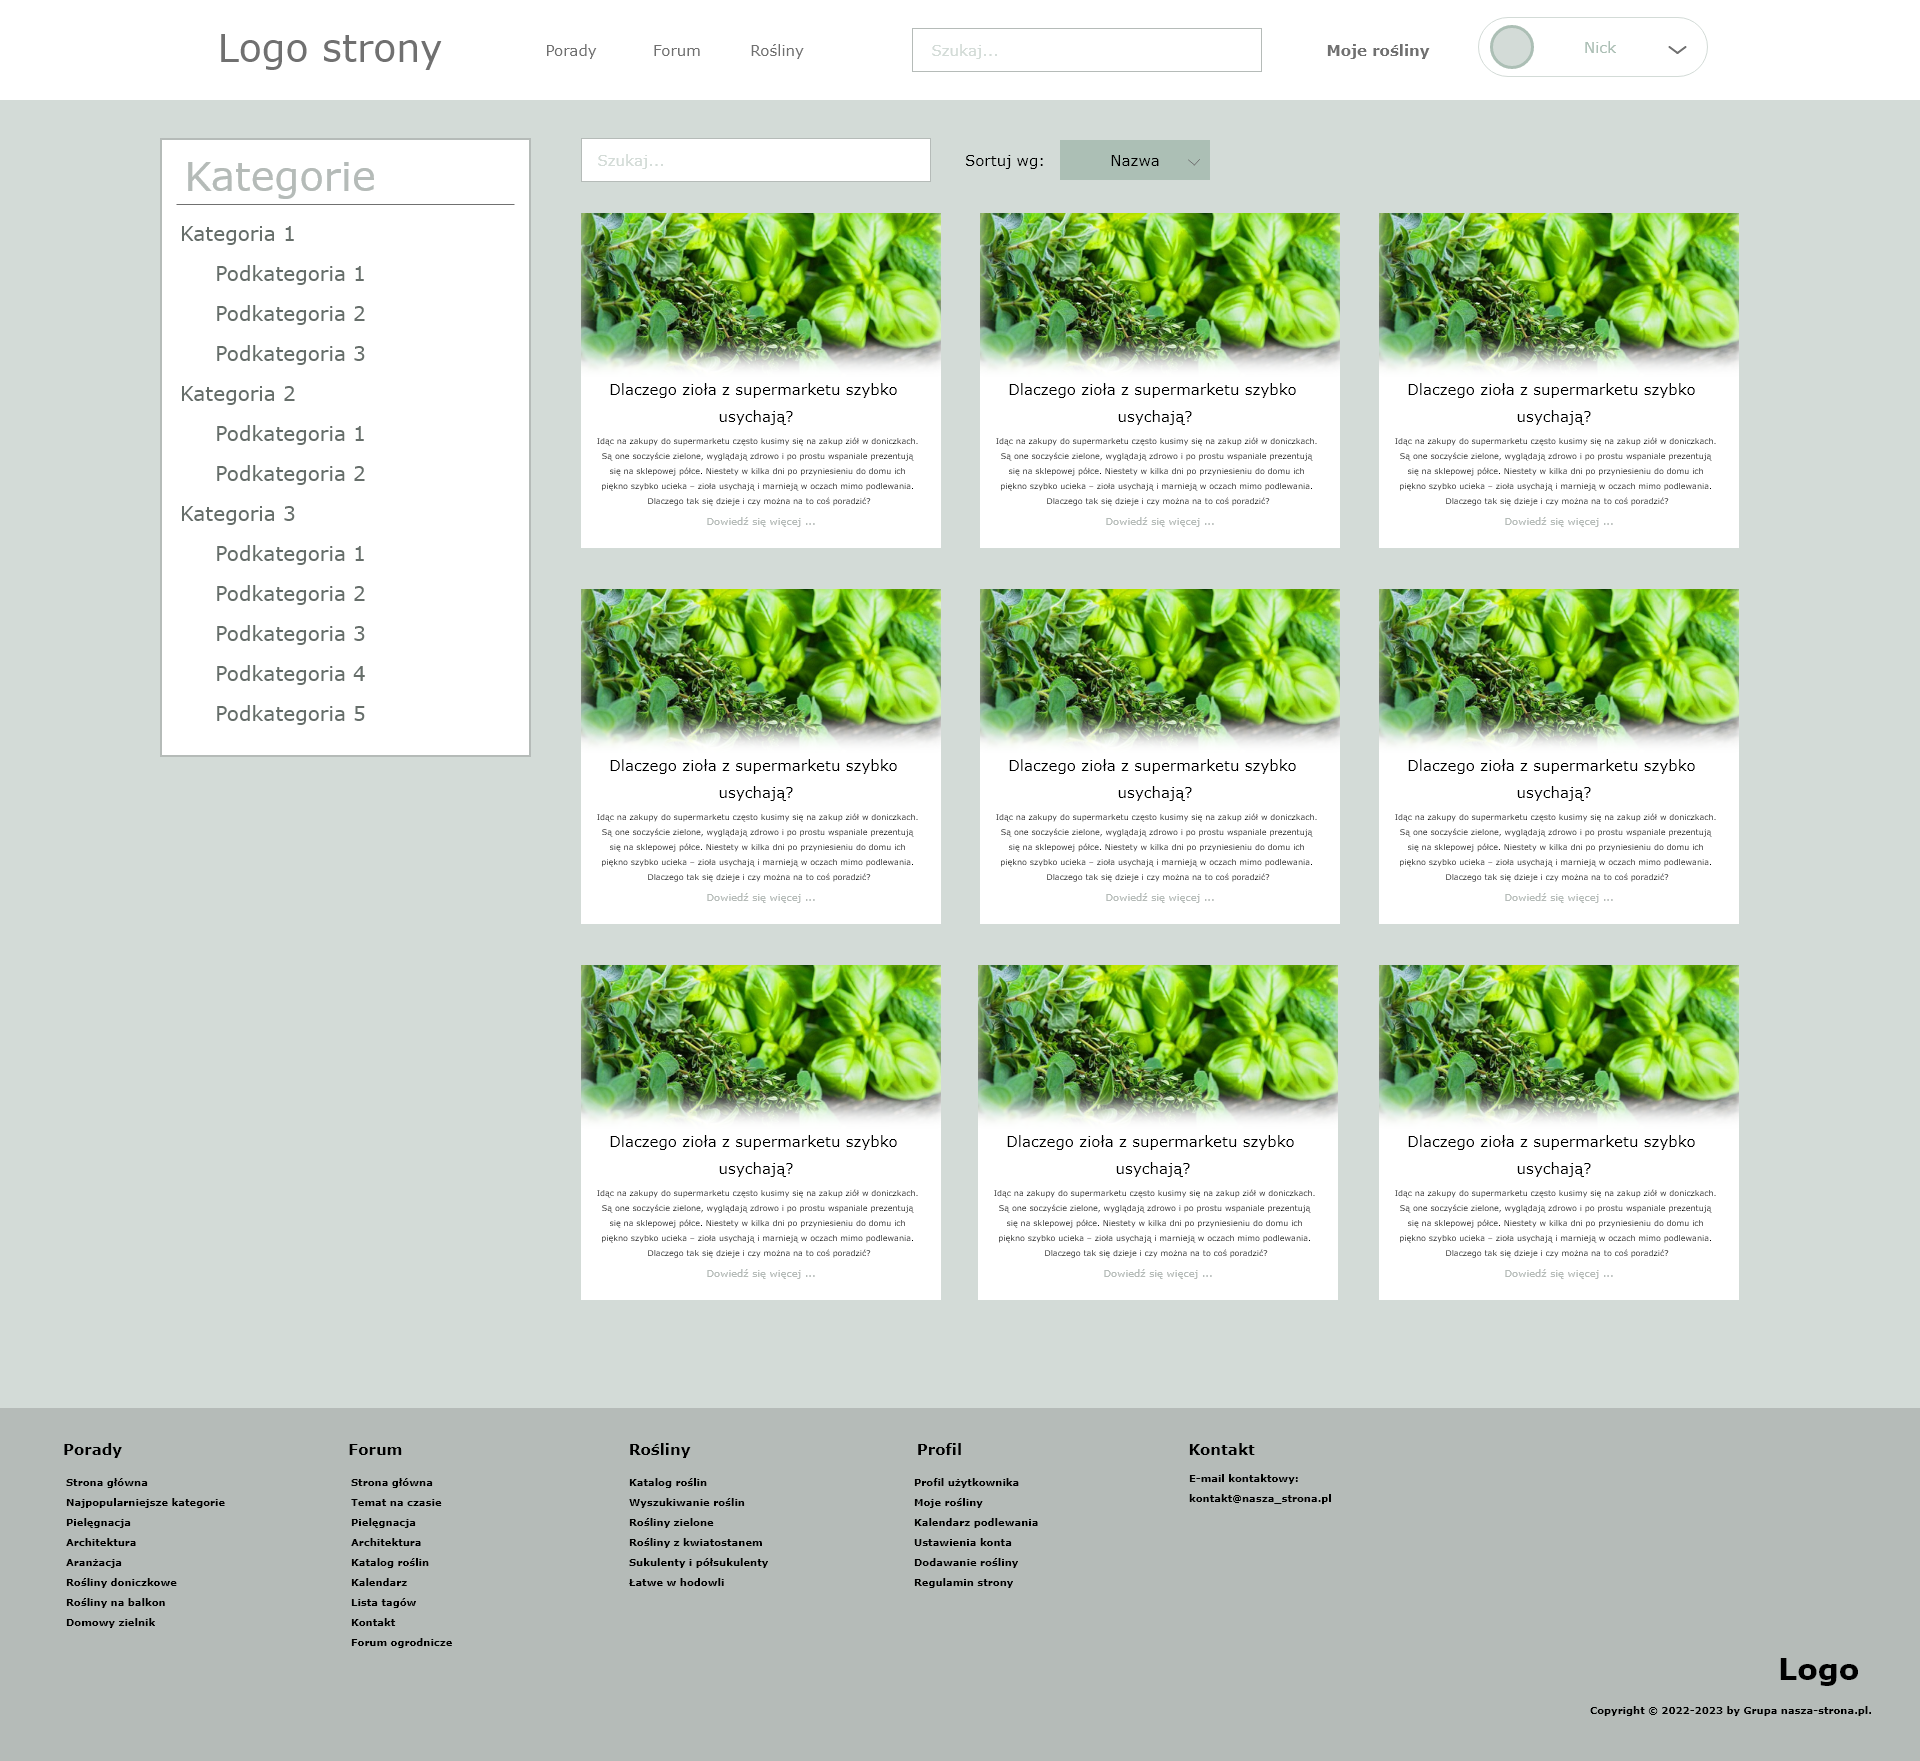 Logo strony
Porady
Forum
Rośliny
Szukaj...
Moje rośliny
Nick
Kategorie
Kategoria 1
Podkategoria 1
Podkategoria 2
Podkategoria 3
Kategoria 2
Podkategoria 1
Podkategoria 2
Kategoria 3
Podkategoria 1
Podkategoria 2
Podkategoria 3
Podkategoria 4
Podkategoria 5
Szukaj...
Sortuj wg:
Nazwa
Dlaczego zioła z supermarketu szybko
usychają?
Idąc na zakupy do supermarketu często kusimy się na zakup ziół w doniczkach.
Są one soczyście zielone, wyglądają zdrowo i po prostu wspaniale prezentują
się na sklepowej półce. Niestety w kilka dni po przyniesieniu do domu ich
piękno szybko ucieka – zioła usychają i marnieją w oczach mimo podlewania.
Dlaczego tak się dzieje i czy można na to coś poradzić?
Dowiedź się więcej ...
Dlaczego zioła z supermarketu szybko
usychają?
Idąc na zakupy do supermarketu często kusimy się na zakup ziół w doniczkach.
Są one soczyście zielone, wyglądają zdrowo i po prostu wspaniale prezentują
się na sklepowej półce. Niestety w kilka dni po przyniesieniu do domu ich
piękno szybko ucieka – zioła usychają i marnieją w oczach mimo podlewania.
Dlaczego tak się dzieje i czy można na to coś poradzić?
Dowiedź się więcej ...
Dlaczego zioła z supermarketu szybko
usychają?
Idąc na zakupy do supermarketu często kusimy się na zakup ziół w doniczkach.
Są one soczyście zielone, wyglądają zdrowo i po prostu wspaniale prezentują
się na sklepowej półce. Niestety w kilka dni po przyniesieniu do domu ich
piękno szybko ucieka – zioła usychają i marnieją w oczach mimo podlewania.
Dlaczego tak się dzieje i czy można na to coś poradzić?
Dowiedź się więcej ...
Dlaczego zioła z supermarketu szybko
usychają?
Idąc na zakupy do supermarketu często kusimy się na zakup ziół w doniczkach.
Są one soczyście zielone, wyglądają zdrowo i po prostu wspaniale prezentują
się na sklepowej półce. Niestety w kilka dni po przyniesieniu do domu ich
piękno szybko ucieka – zioła usychają i marnieją w oczach mimo podlewania.
Dlaczego tak się dzieje i czy można na to coś poradzić?
Dowiedź się więcej ...
Dlaczego zioła z supermarketu szybko
usychają?
Idąc na zakupy do supermarketu często kusimy się na zakup ziół w doniczkach.
Są one soczyście zielone, wyglądają zdrowo i po prostu wspaniale prezentują
się na sklepowej półce. Niestety w kilka dni po przyniesieniu do domu ich
piękno szybko ucieka – zioła usychają i marnieją w oczach mimo podlewania.
Dlaczego tak się dzieje i czy można na to coś poradzić?
Dowiedź się więcej ...
Dlaczego zioła z supermarketu szybko
usychają?
Idąc na zakupy do supermarketu często kusimy się na zakup ziół w doniczkach.
Są one soczyście zielone, wyglądają zdrowo i po prostu wspaniale prezentują
się na sklepowej półce. Niestety w kilka dni po przyniesieniu do domu ich
piękno szybko ucieka – zioła usychają i marnieją w oczach mimo podlewania.
Dlaczego tak się dzieje i czy można na to coś poradzić?
Dowiedź się więcej ...
Dlaczego zioła z supermarketu szybko
usychają?
Idąc na zakupy do supermarketu często kusimy się na zakup ziół w doniczkach.
Są one soczyście zielone, wyglądają zdrowo i po prostu wspaniale prezentują
się na sklepowej półce. Niestety w kilka dni po przyniesieniu do domu ich
piękno szybko ucieka – zioła usychają i marnieją w oczach mimo podlewania.
Dlaczego tak się dzieje i czy można na to coś poradzić?
Dowiedź się więcej ...
Dlaczego zioła z supermarketu szybko
usychają?
Idąc na zakupy do supermarketu często kusimy się na zakup ziół w doniczkach.
Są one soczyście zielone, wyglądają zdrowo i po prostu wspaniale prezentują
się na sklepowej półce. Niestety w kilka dni po przyniesieniu do domu ich
piękno szybko ucieka – zioła usychają i marnieją w oczach mimo podlewania.
Dlaczego tak się dzieje i czy można na to coś poradzić?
Dowiedź się więcej ...
Dlaczego zioła z supermarketu szybko
usychają?
Idąc na zakupy do supermarketu często kusimy się na zakup ziół w doniczkach.
Są one soczyście zielone, wyglądają zdrowo i po prostu wspaniale prezentują
się na sklepowej półce. Niestety w kilka dni po przyniesieniu do domu ich
piękno szybko ucieka – zioła usychają i marnieją w oczach mimo podlewania.
Dlaczego tak się dzieje i czy można na to coś poradzić?
Dowiedź się więcej ...
Porady
Strona główna
Najpopularniejsze kategorie
Pielęgnacja
Architektura
Aranżacja
Rośliny doniczkowe
Rośliny na balkon
Domowy zielnik
Forum
Strona główna
Temat na czasie
Pielęgnacja
Architektura
Katalog roślin
Kalendarz
Lista tagów
Kontakt
Forum ogrodnicze
Rośliny
Katalog roślin
Wyszukiwanie roślin
Rośliny zielone
Rośliny z kwiatostanem
Sukulenty i półsukulenty
Łatwe w hodowli
Profil
Profil użytkownika
Moje rośliny
Kalendarz podlewania
Ustawienia konta
Dodawanie rośliny
Regulamin strony
Kontakt
E-mail kontaktowy:
kontakt@nasza_strona.pl
Logo
Copyright © 2022-2023 by Grupa nasza-strona.pl.